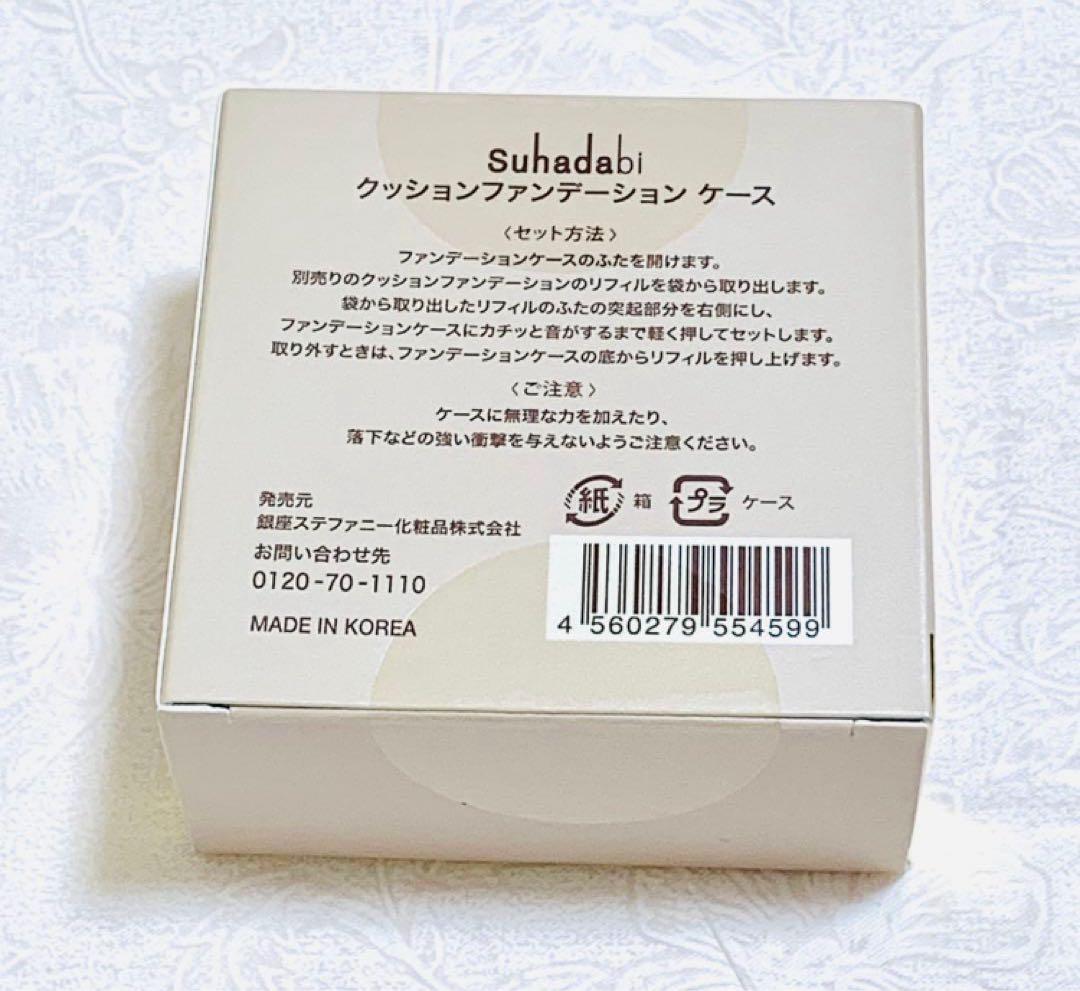 suhadabi
クッションファンデーション ケース
〈セット方法〉
ファンデーションケースのふたを開けます。
別売りのクッションファンデーションのリフィルを袋から取り出します。
袋から取り出したリフィルのふたの突起部分を右側にし、
ファンデーションケースにカチッと音がするまで軽く押してセットします。
取り外すときは、ファンデーションケースの底からリフィルを押し上げます。
〈ご注意〉
ケースに無理な力を加えたり、
落下などの強い衝撃を与えないようご注意ください。
紙 箱 プラ ケース
発売元
銀座ステファニー化粧品株式会社
お問い合わせ先
0120-70-1110
MADE IN KOREA
4 560279 554599